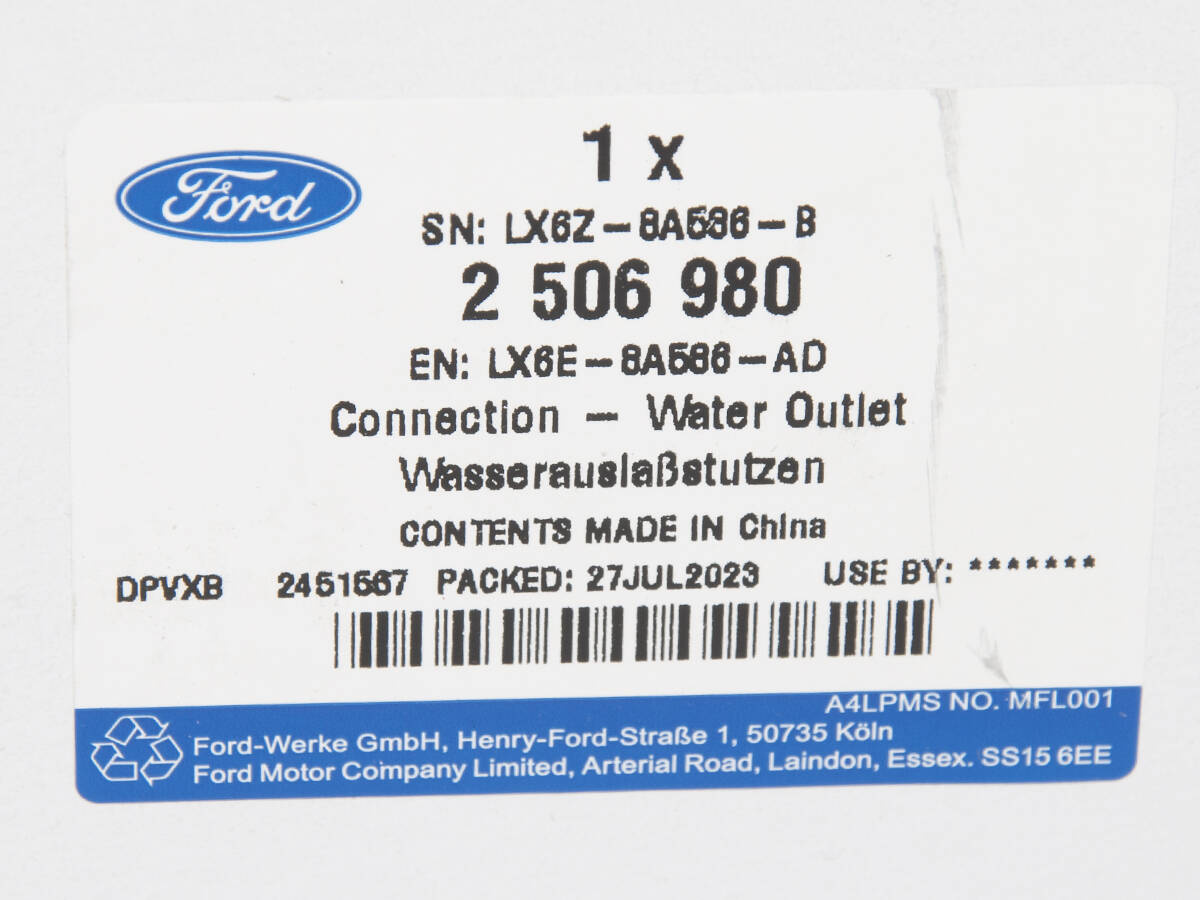 Ford
1 x
SN: LX6Z-8A586-B
2 506 980
EN: LX6E-8A586-AD
Connection - Water Outlet
Wasserauslaßstutzen
CONTENTS MADE IN China
DPVXB 2451567 PACKED: 27JUL2023 USE BY: *******
A4LPMS NO. MFL001
Ford-Werke GmbH, Henry-Ford-Straße 1, 50735 Köln
Ford Motor Company Limited, Arterial Road, Laindon, Essex. SS15 6EE